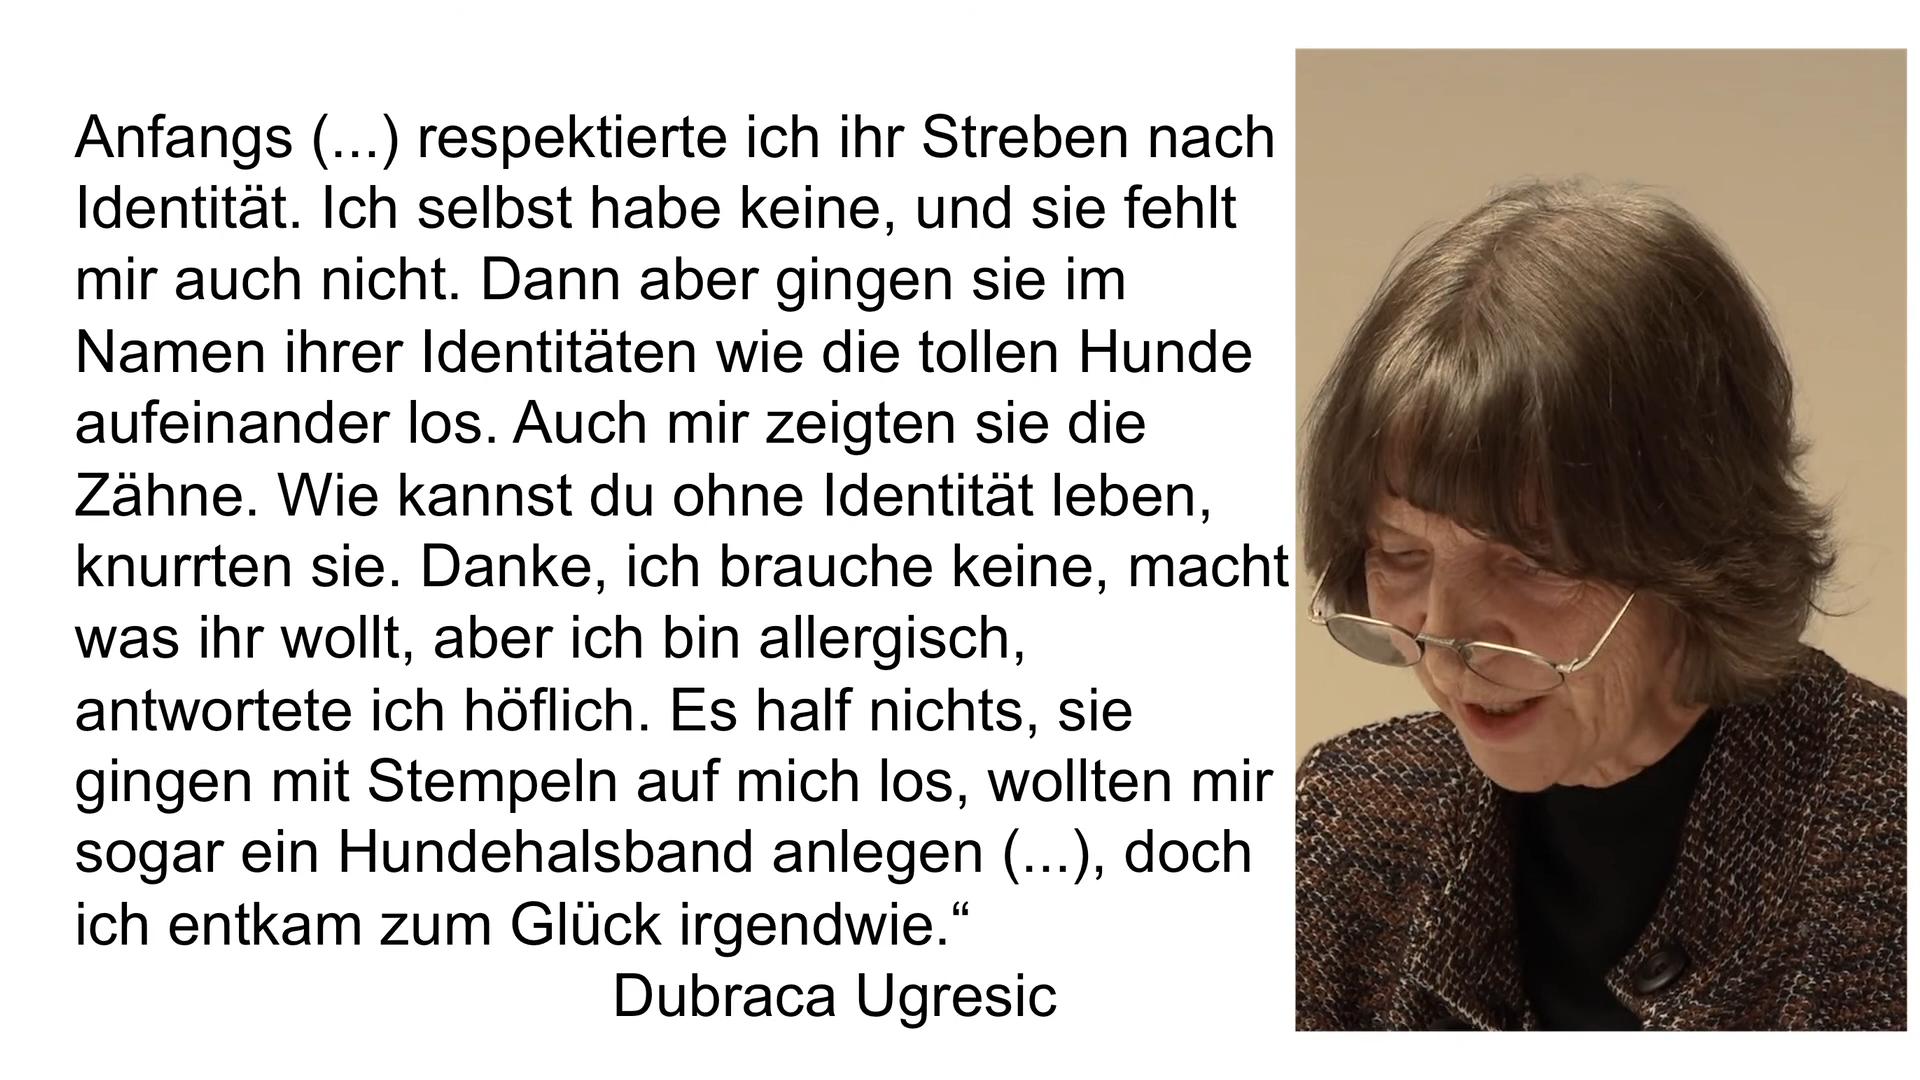 Anfangs (...) respektierte ich ihr Streben nach
Identität. Ich selbst habe keine, und sie fehlt
mir auch nicht. Dann aber gingen sie im
Namen ihrer Identitäten wie die tollen Hunde
aufeinander los. Auch mir zeigten sie die
Zähne. Wie kannst du ohne Identität leben,
knurrten sie. Danke, ich brauche keine, macht
was ihr wollt, aber ich bin allergisch,
antwortete ich höflich. Es half nichts, sie
gingen mit Stempeln auf mich los, wollten mir
sogar ein Hundehalsband anlegen (...), doch
ich entkam zum Glück irgendwie.“
Dubraca Ugresic